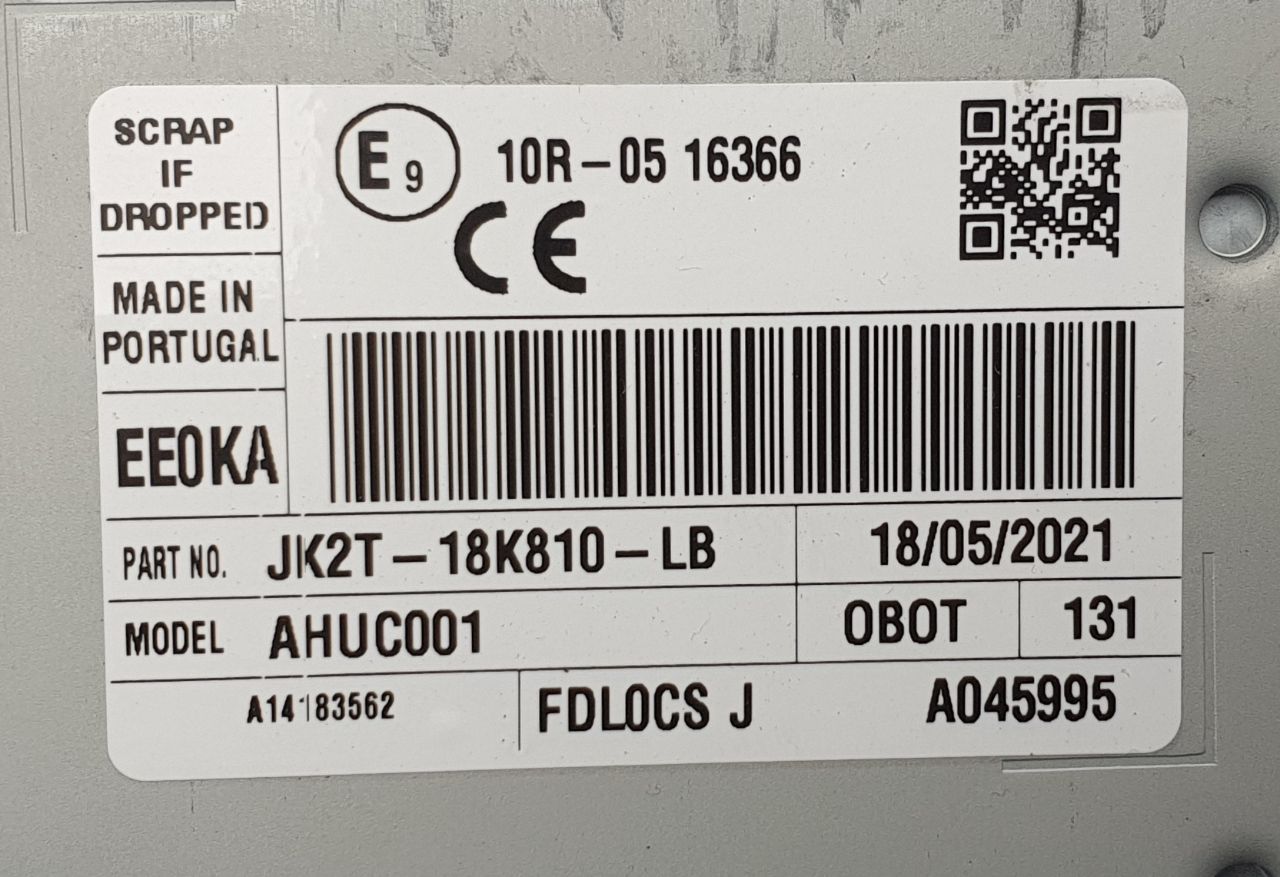 SCRAP
IF
DROPPED
E9 10R-05 16366
CE
MADE IN
PORTUGAL
EE0KA
PART NO. JK2T-18K810-LB 18/05/2021
MODEL AHUC001 OBOT 131
A14183562 FDLOCS J A045995